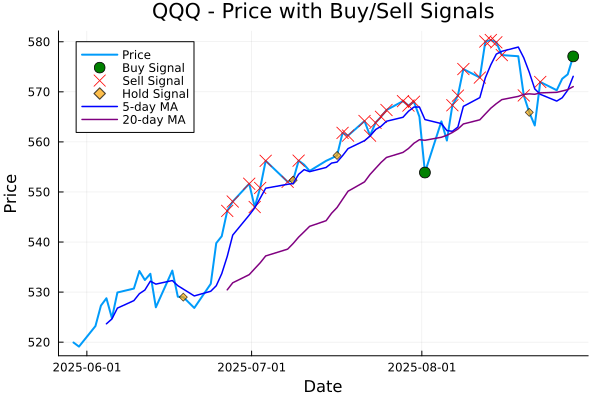 QQQ - Price with Buy/Sell Signals
Price
Buy Signal
Sell Signal
Hold Signal
5-day MA
20-day MA
580
570
560
550
540
530
520
Price
2025-06-01
2025-07-01
2025-08-01
Date